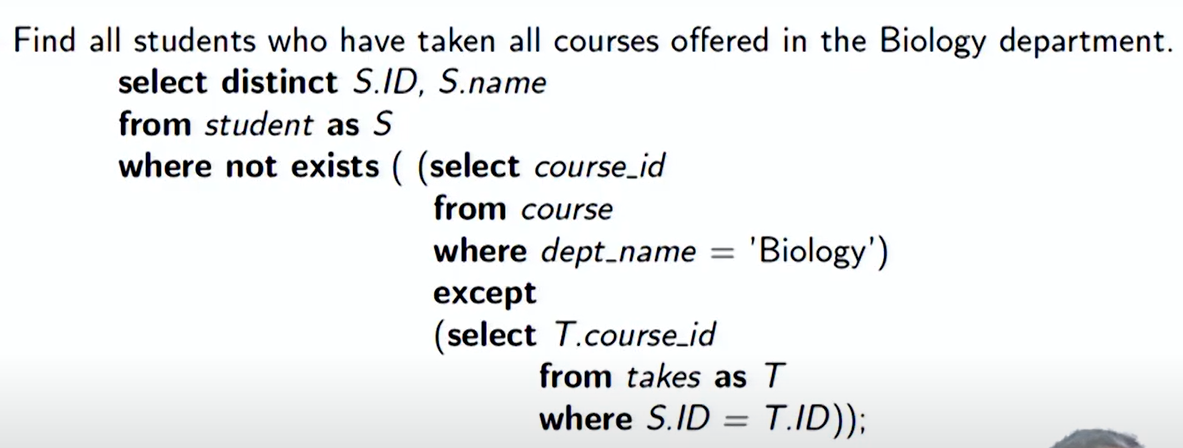 Find all students who have taken all courses offered in the Biology department.
select distinct S.ID, S.name
from student as S
where not exists ( (select course_id
from course
where dept_name = 'Biology')
except
(select T.course_id
from takes as T
where S.ID = T.ID));